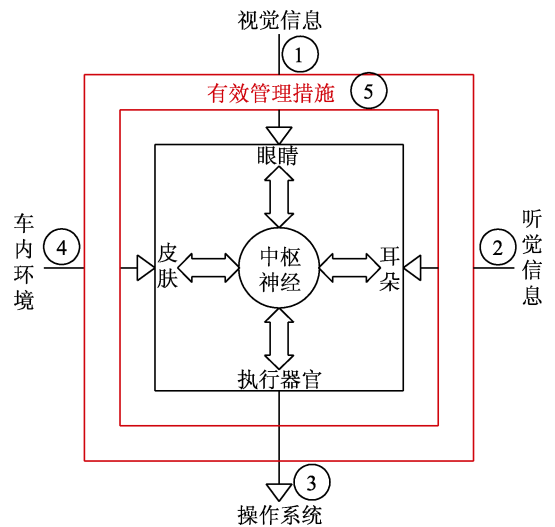 视觉信息
1
有效管理措施 5
眼睛
车内环境
4
皮肤
中枢神经
耳朵
2
听觉信息
执行器官
3
操作系统